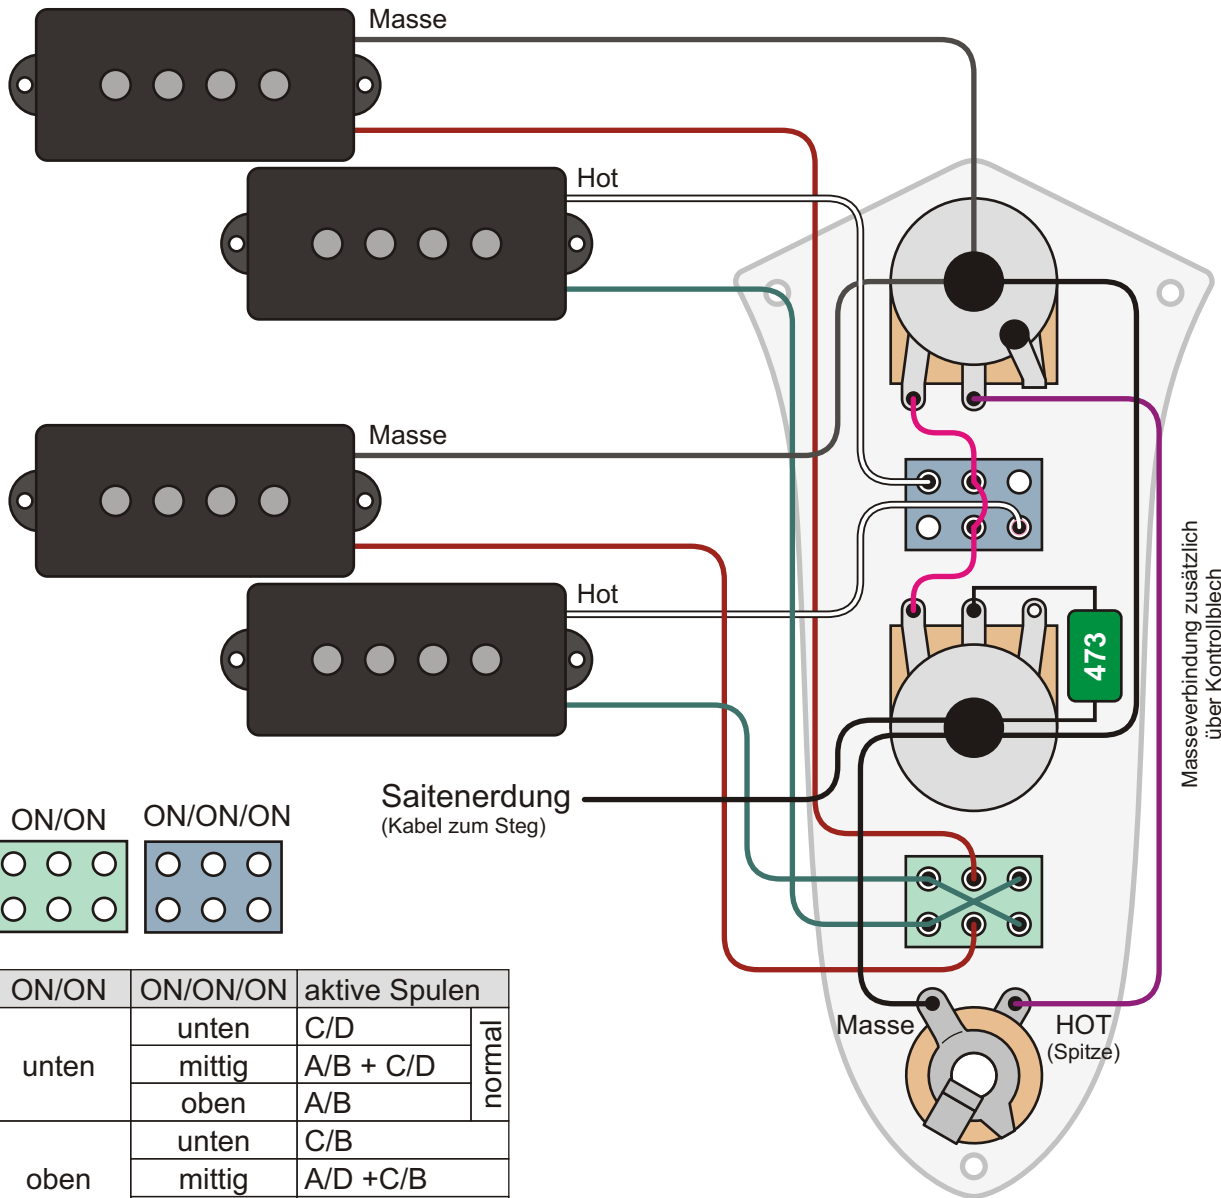 Masse
Hot
Masse
Hot
473
Masseverbindung zusätzlich
über Kontrollblech
Saitenerdung
(Kabel zum Steg)
ON/ON
ON/ON/ON
Masse
HOT
(Spitze)
ON/ON ON/ON/ON aktive Spulen
unten
unten C/D
mittig A/B + C/D
oben A/B
normal
oben
unten C/B
mittig A/D +C/B